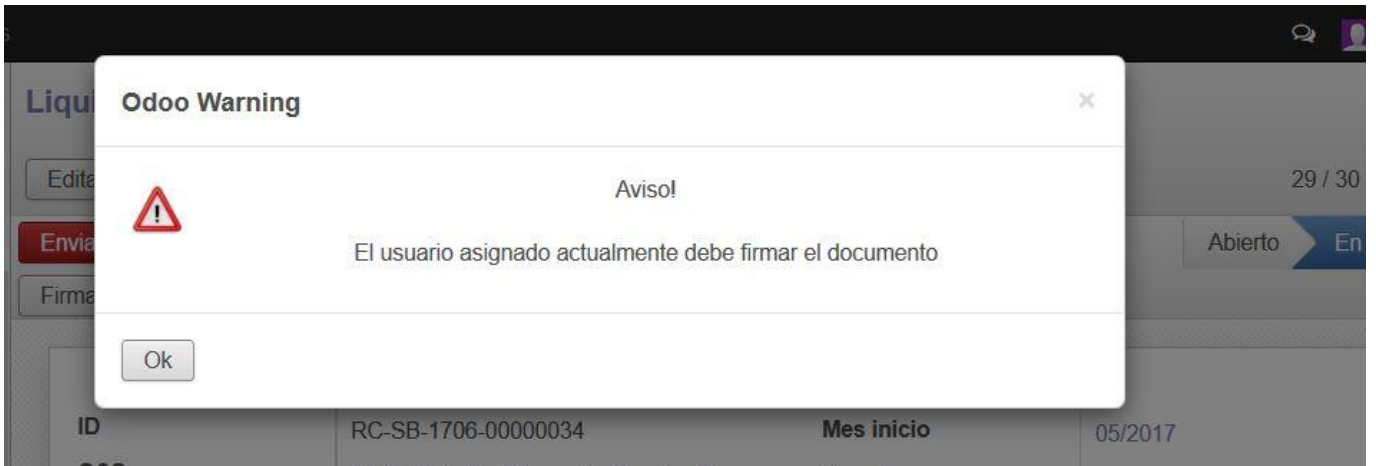 Liqui
Odoo Warning
×
Edita
Aviso!
29 / 30
Envia
El usuario asignado actualmente debe firmar el documento
Abierto
En
Firma
Ok
ID
RC-SB-1706-00000034
Mes inicio
05/2017